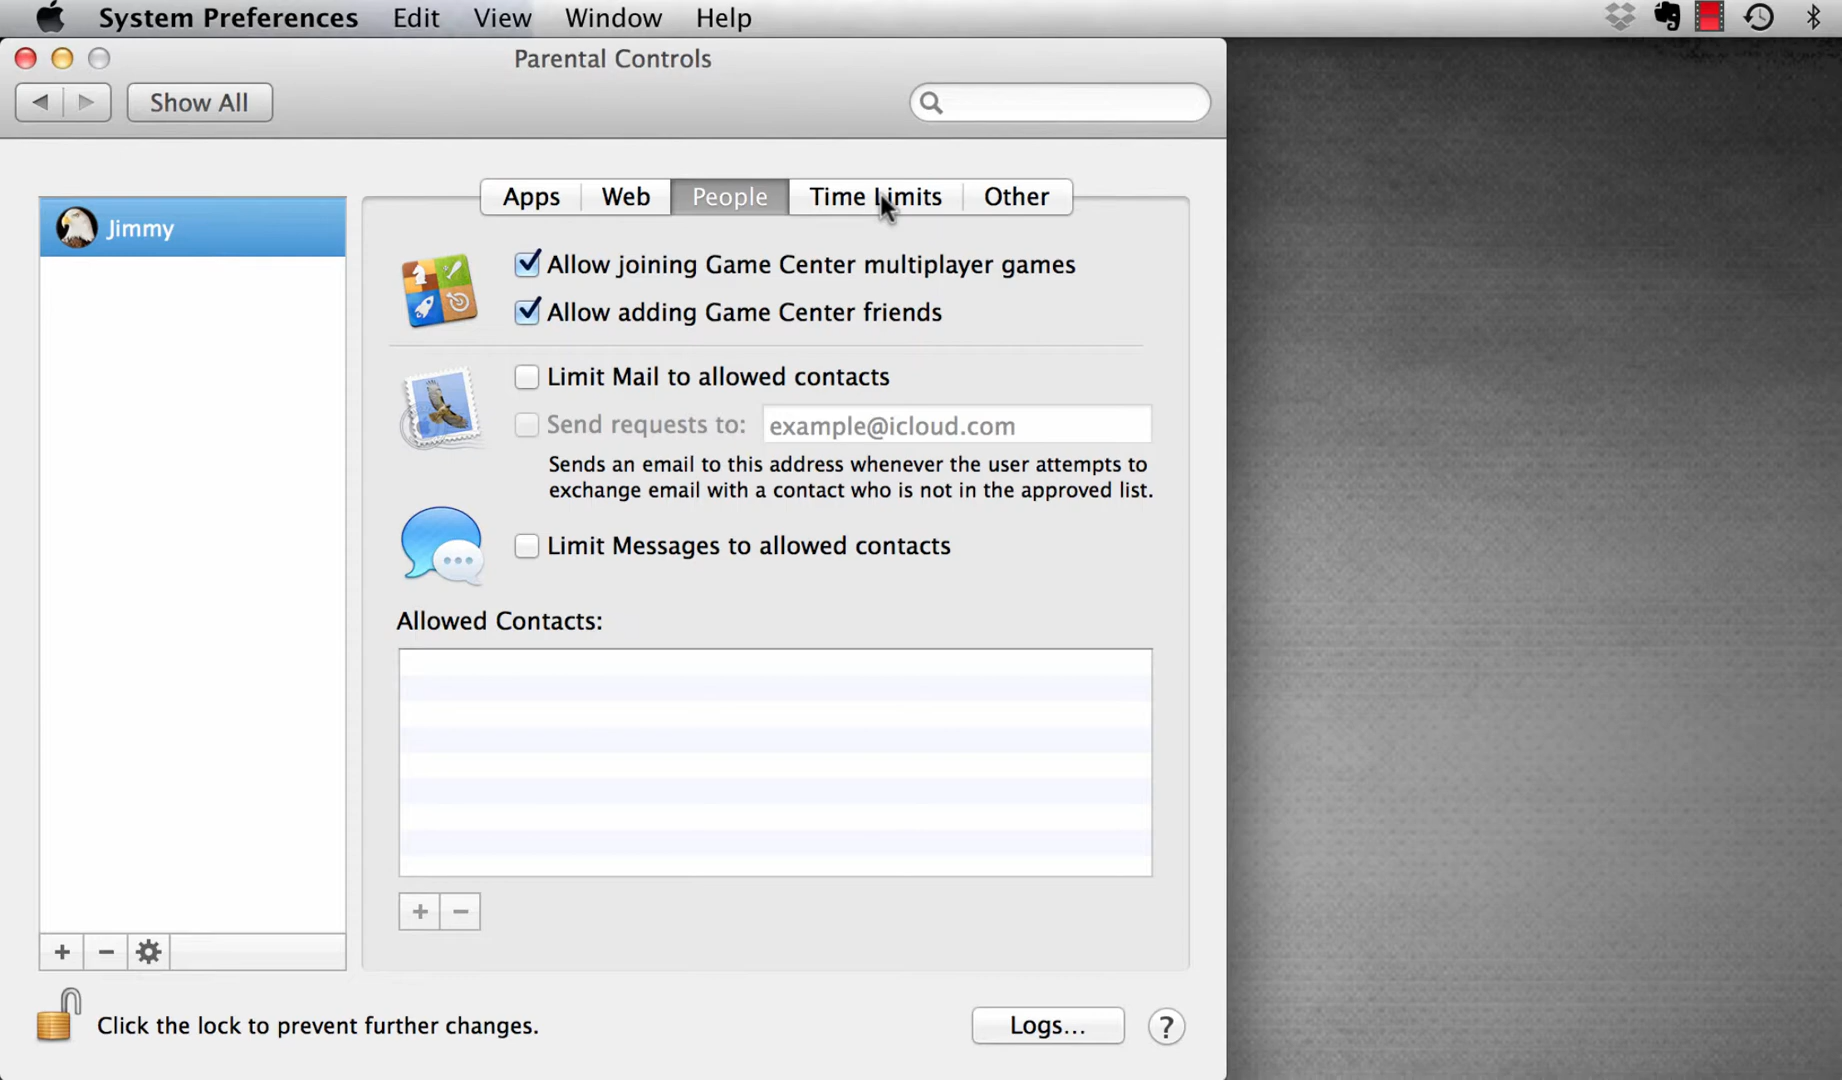 System Preferences Edit View Window Help
Parental Controls
Show All
Jimmy
Apps Web People Time Limits Other
Allow joining Game Center multiplayer games
Allow adding Game Center friends
Limit Mail to allowed contacts
Send requests to: example@icloud.com
Sends an email to this address whenever the user attempts to
exchange email with a contact who is not in the approved list.
Limit Messages to allowed contacts
Allowed Contacts:
+ −
+ −
Click the lock to prevent further changes.
Logs... ?